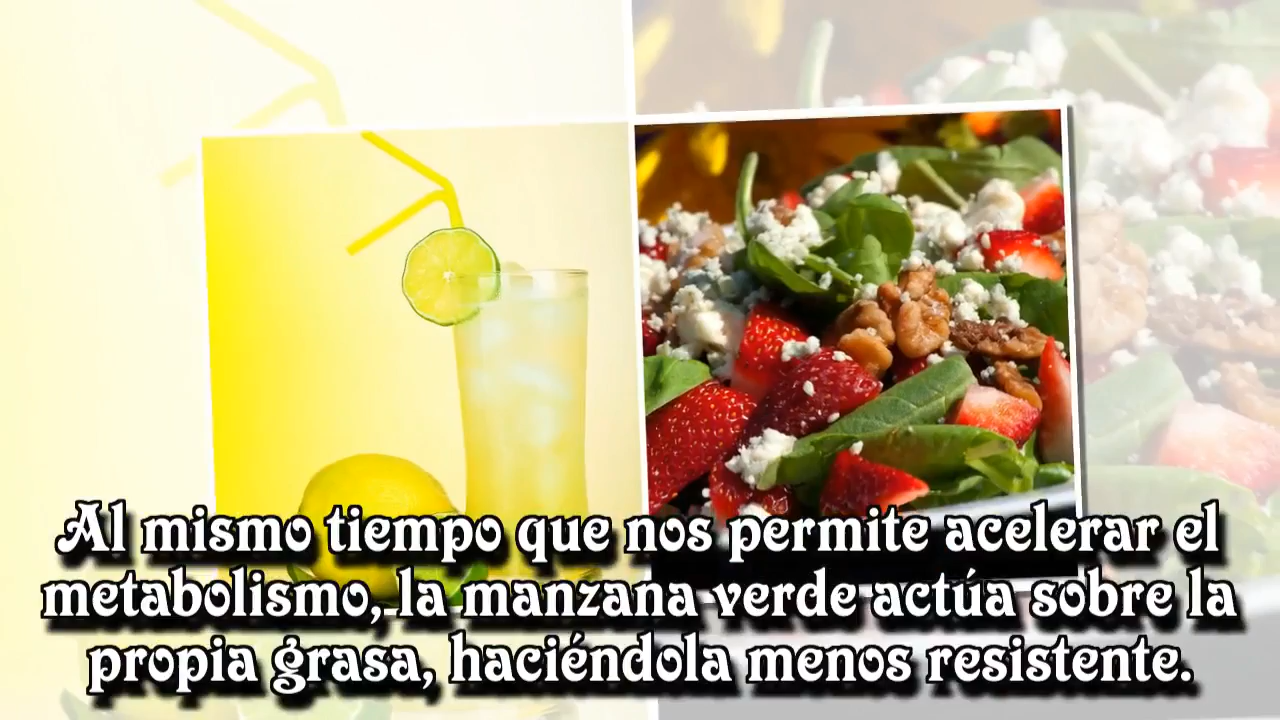 Al mismo tiempo que nos permite acelerar el
metabolismo, la manzana verde actúa sobre la
propia grasa, haciéndola menos resistente.